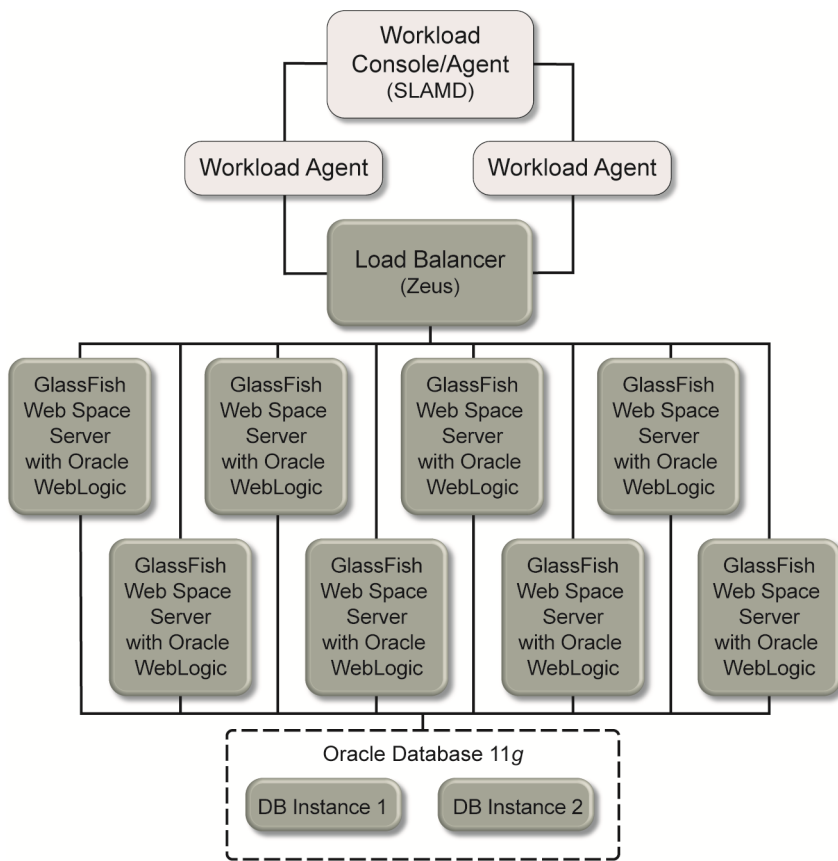 Workload
Console/Agent
(SLAMD)
Workload Agent
Workload Agent
Load Balancer
(Zeus)
GlassFish
Web Space
Server
with Oracle
WebLogic
GlassFish
Web Space
Server
with Oracle
WebLogic
GlassFish
Web Space
Server
with Oracle
WebLogic
GlassFish
Web Space
Server
with Oracle
WebLogic
GlassFish
Web Space
Server
with Oracle
WebLogic
GlassFish
Web Space
Server
with Oracle
WebLogic
GlassFish
Web Space
Server
with Oracle
WebLogic
GlassFish
Web Space
Server
with Oracle
WebLogic
Oracle Database 11g
DB Instance 1
DB Instance 2